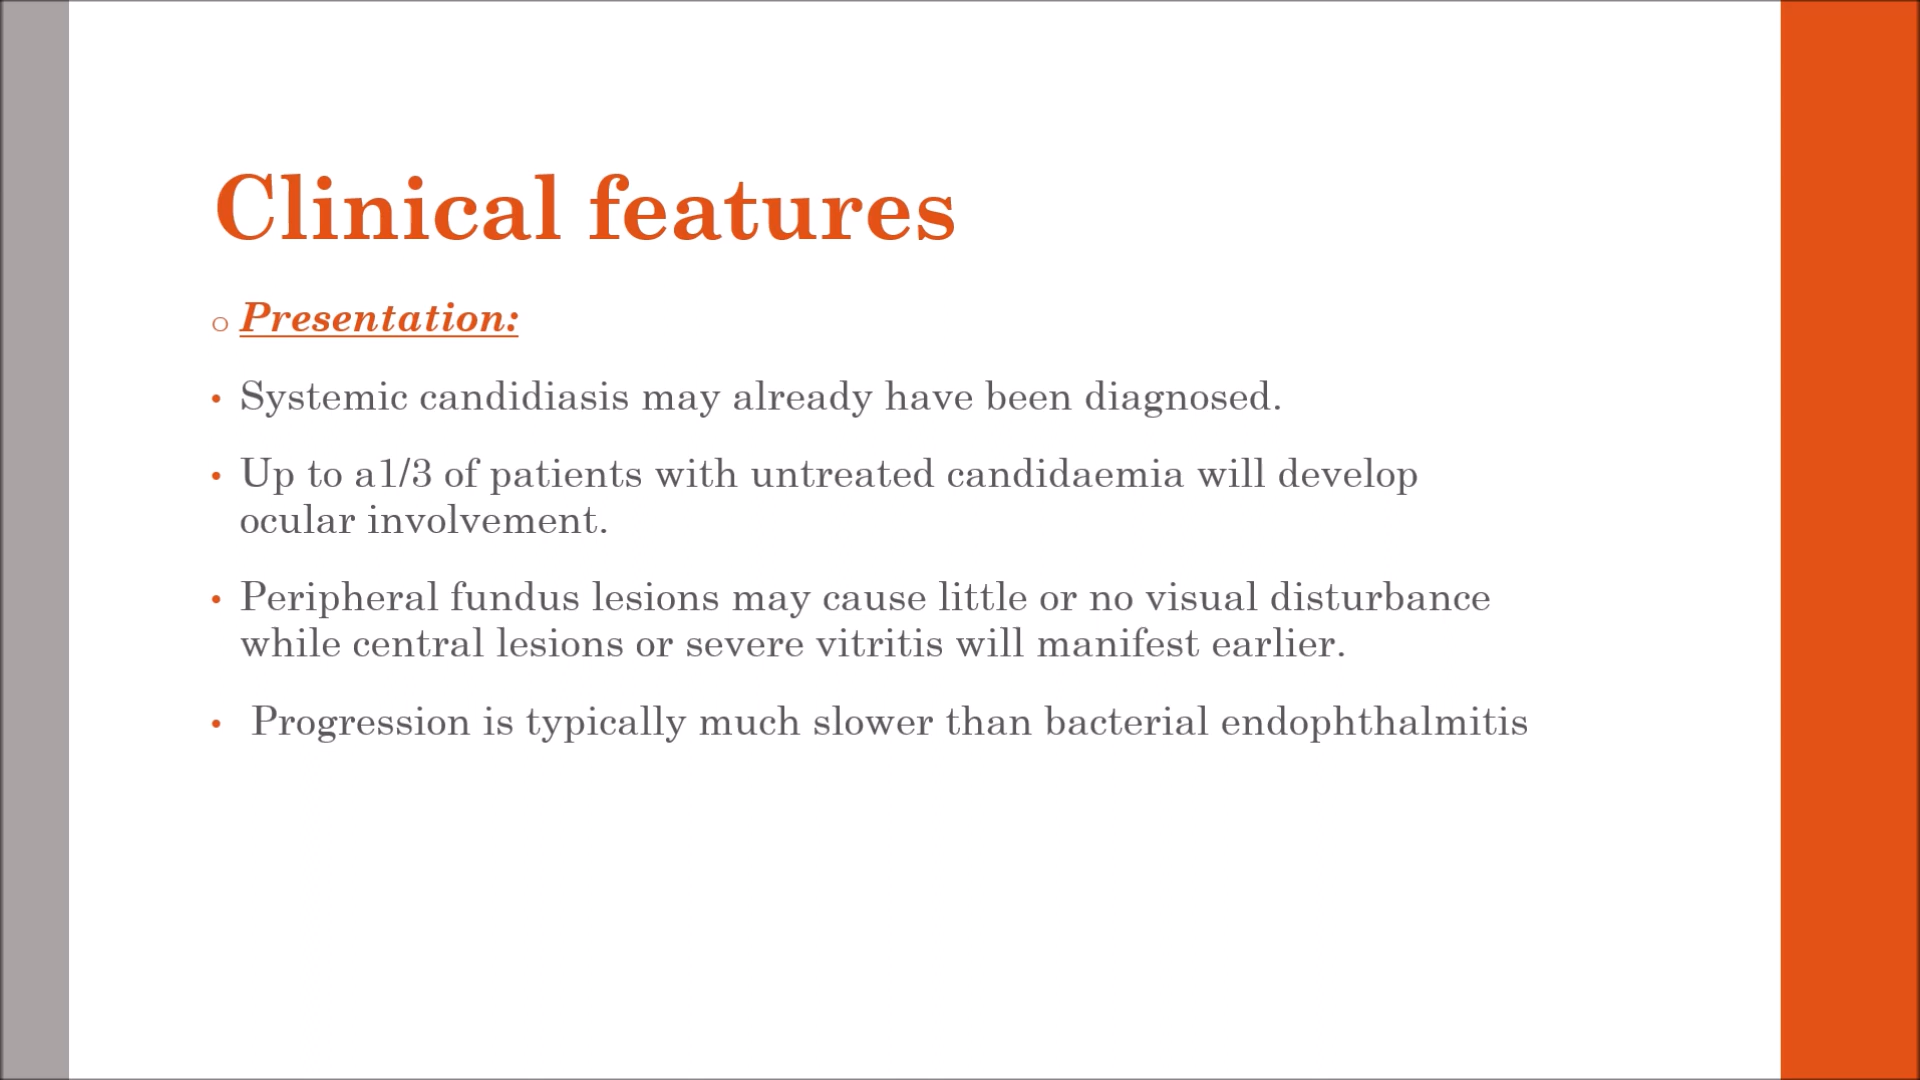 Clinical features
○ Presentation:
• Systemic candidiasis may already have been diagnosed.
• Up to a1/3 of patients with untreated candidaemia will develop
ocular involvement.
• Peripheral fundus lesions may cause little or no visual disturbance
while central lesions or severe vitritis will manifest earlier.
• Progression is typically much slower than bacterial endophthalmitis